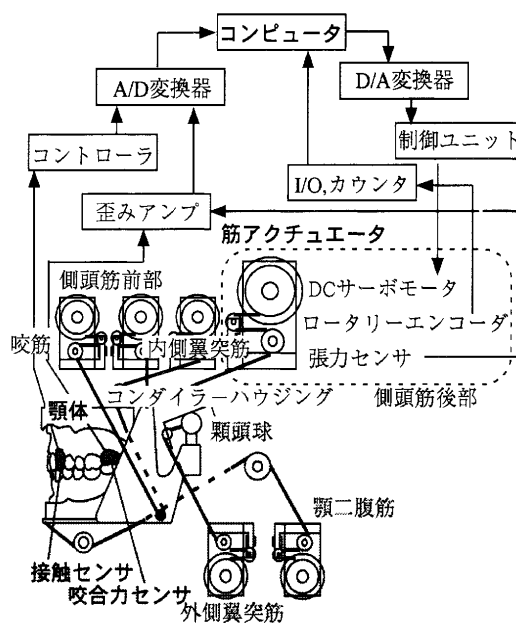 コンピュータ
A/D変換器
D/A変換器
コントローラ
制御ユニット
I/O,カウンタ
歪みアンプ
筋アクチュエータ
側頭筋前部
DCサーボモータ
咬筋
内側翼突筋
ロータリーエンコーダ
張力センサ
コンダイラーハウジング
側頭筋後部
顎体
顆頭球
顎二腹筋
接触センサ
咬合力センサ
外側翼突筋